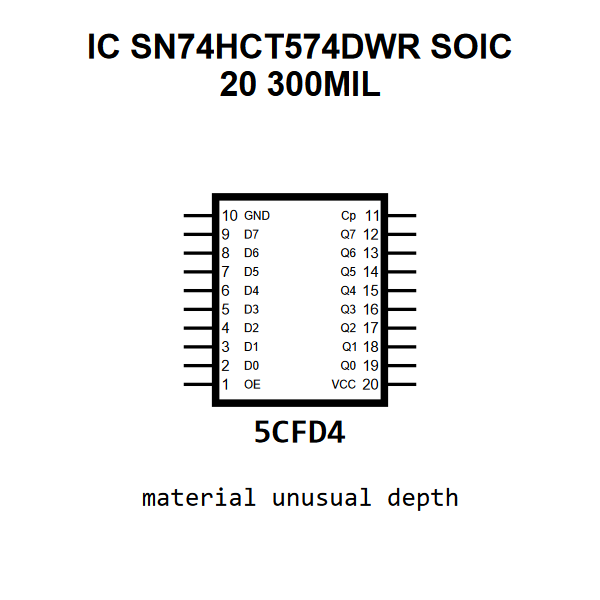 IC SN74HCT574DWR SOIC
20 300MIL
10 GND Cp 11
9 D7 Q7 12
8 D6 Q6 13
7 D5 Q5 14
6 D4 Q4 15
5 D3 Q3 16
4 D2 Q2 17
3 D1 Q1 18
2 D0 Q0 19
1 OE VCC 20
5CFD4
material unusual depth